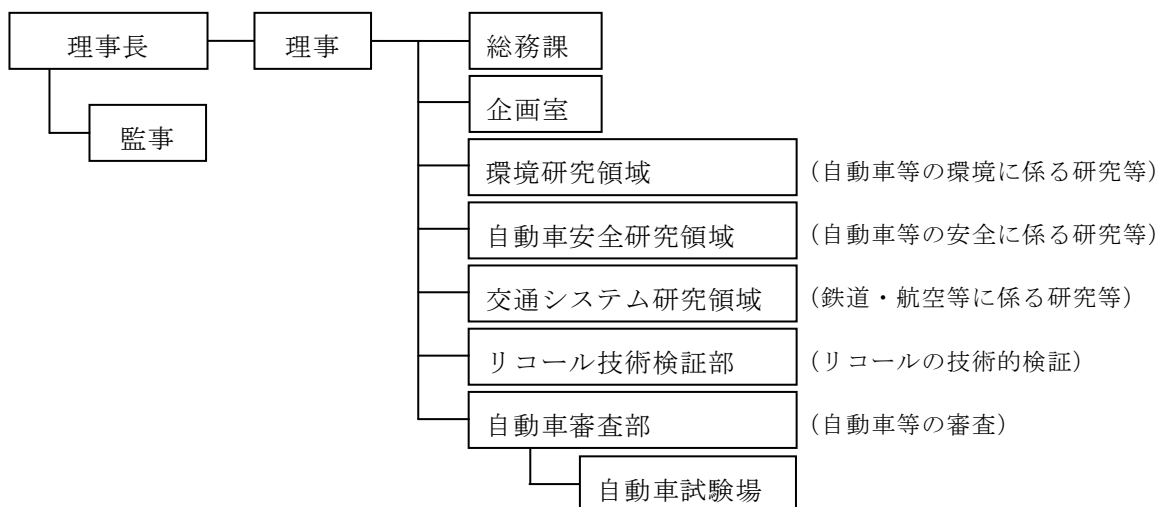 理事長
理事
総務課
企画室
監事
環境研究領域 (自動車等の環境に係る研究等)
自動車安全研究領域 (自動車等の安全に係る研究等)
交通システム研究領域 (鉄道・航空等に係る研究等)
リコール技術検証部 (リコールの技術的検証)
自動車審査部 (自動車等の審査)
自動車試験場